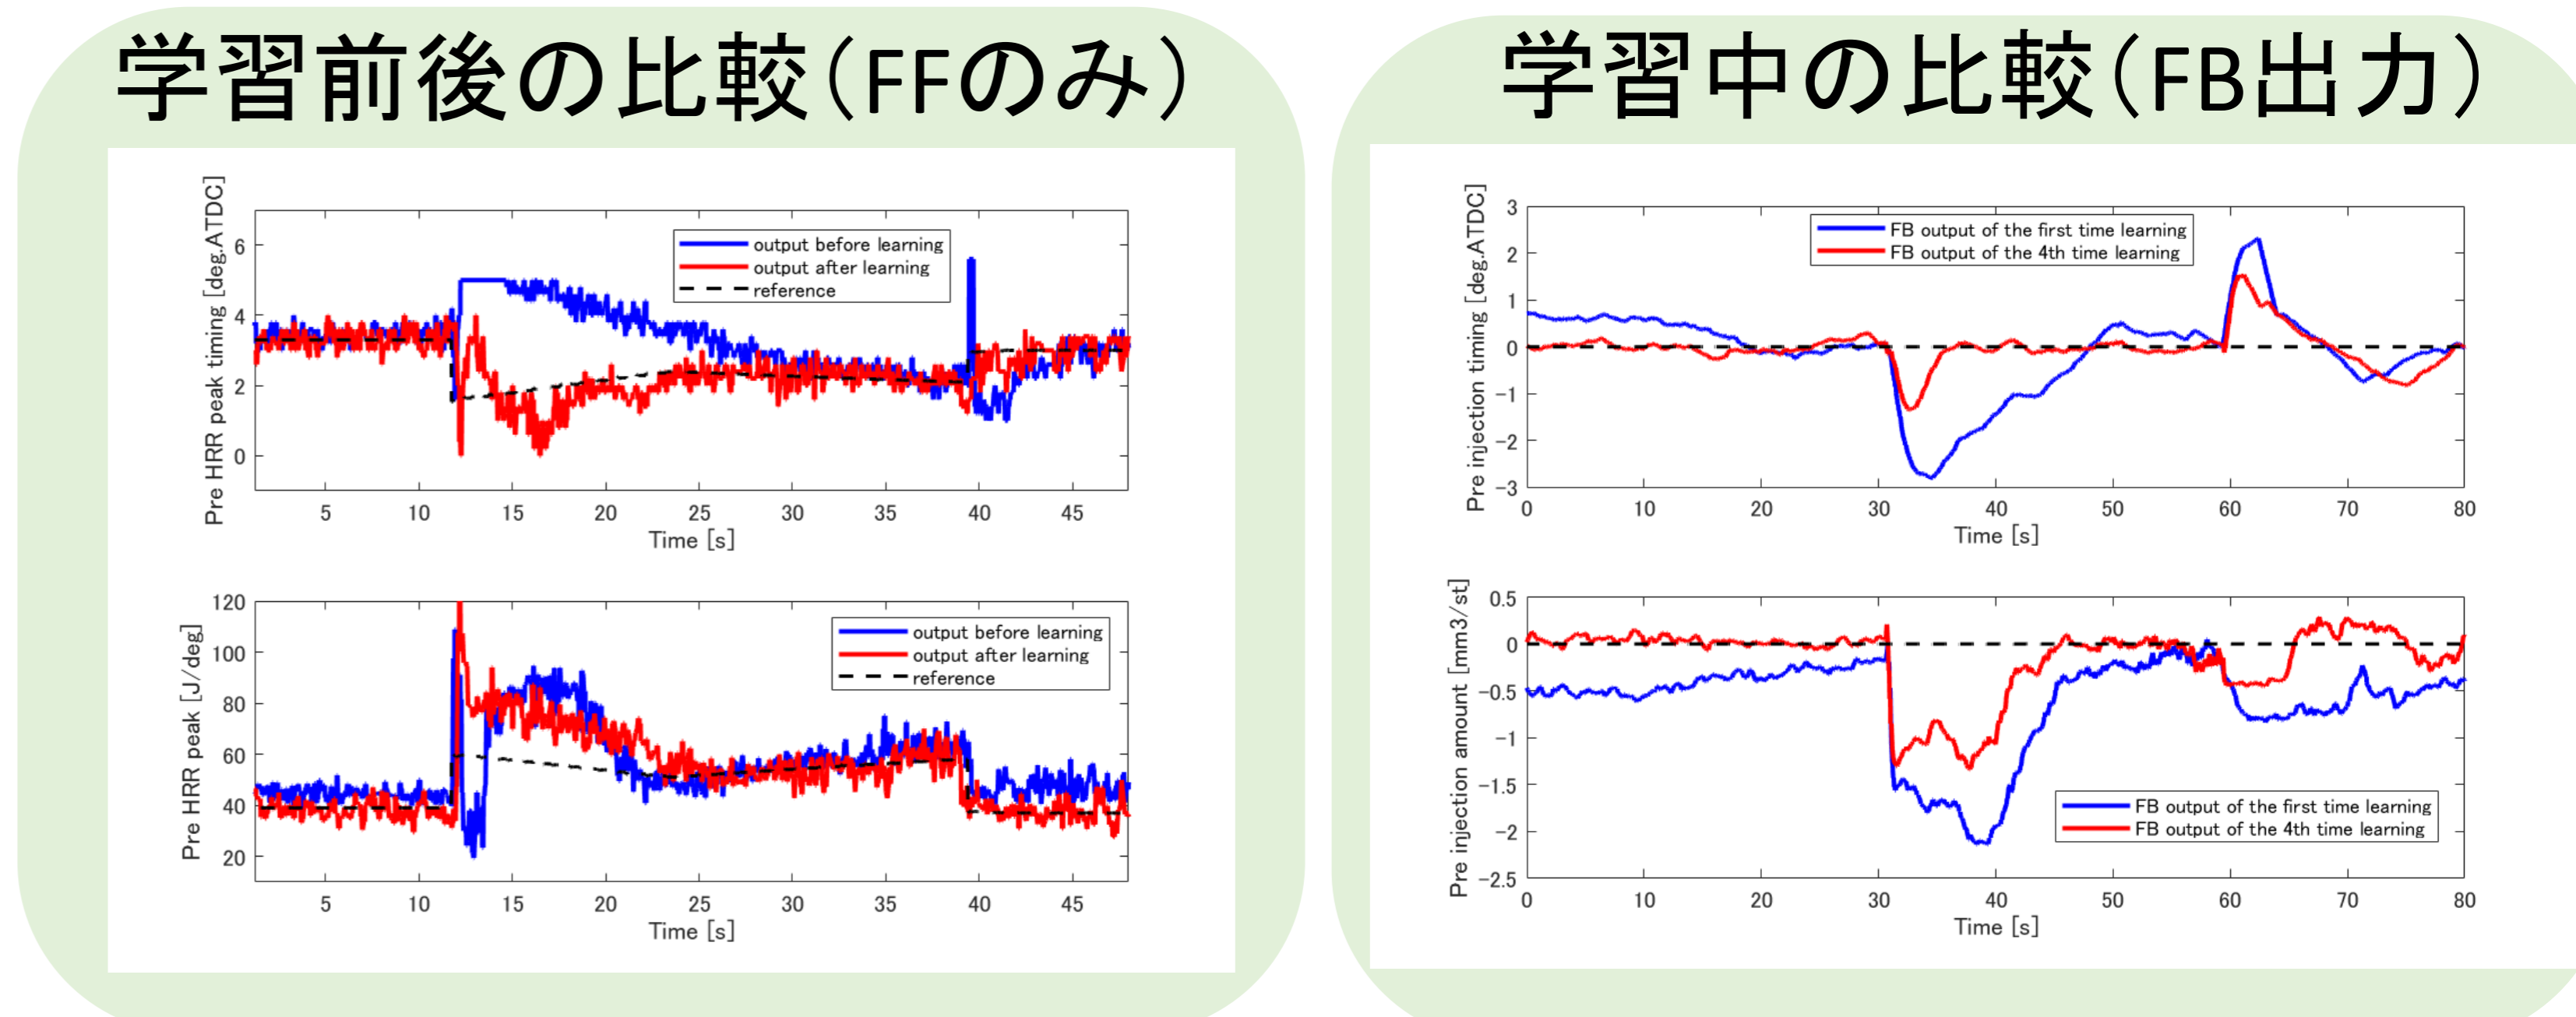 学習前後の比較（FFのみ）
Pre HRR peak timing [deg.ATDC]
6
4
2
0
output before learning
output after learning
reference
5 10 15 20 25 30 35 40 45
Time [s]
Pre HRR peak [J/deg]
120
100
80
60
40
20
output before learning
output after learning
reference
5 10 15 20 25 30 35 40 45
Time [s]
学習中の比較（FB出力）
Pre injection timing [deg.ATDC]
3
2
1
0
-1
-2
-3
FB output of the first time learning
FB output of the 4th time learning
0 10 20 30 40 50 60 70 80
Time [s]
Pre injection amount [mm3/st]
0.5
0
-0.5
-1
-1.5
-2
-2.5
FB output of the first time learning
FB output of the 4th time learning
0 10 20 30 40 50 60 70 80
Time [s]